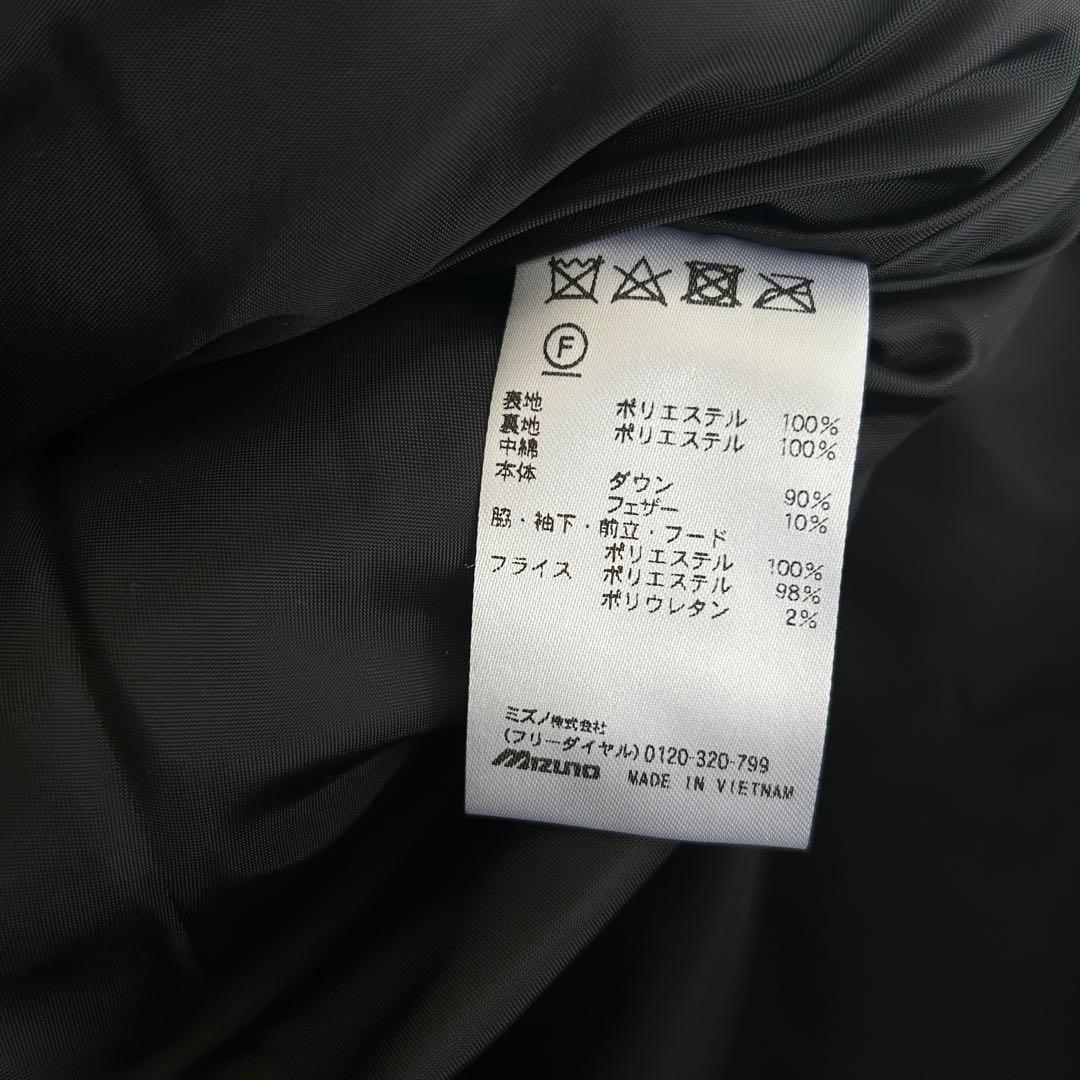 F
表地 ポリエステル 100%
裏地 ポリエステル 100%
中綿
本体 ダウン 90%
フェザー 10%
脇・袖下・前立・フード
ポリエステル 100%
フライス ポリエステル 98%
ポリウレタン 2%
ミズノ株式会社
(フリーダイヤル)0120-320-799
Mizuno MADE IN VIETNAM